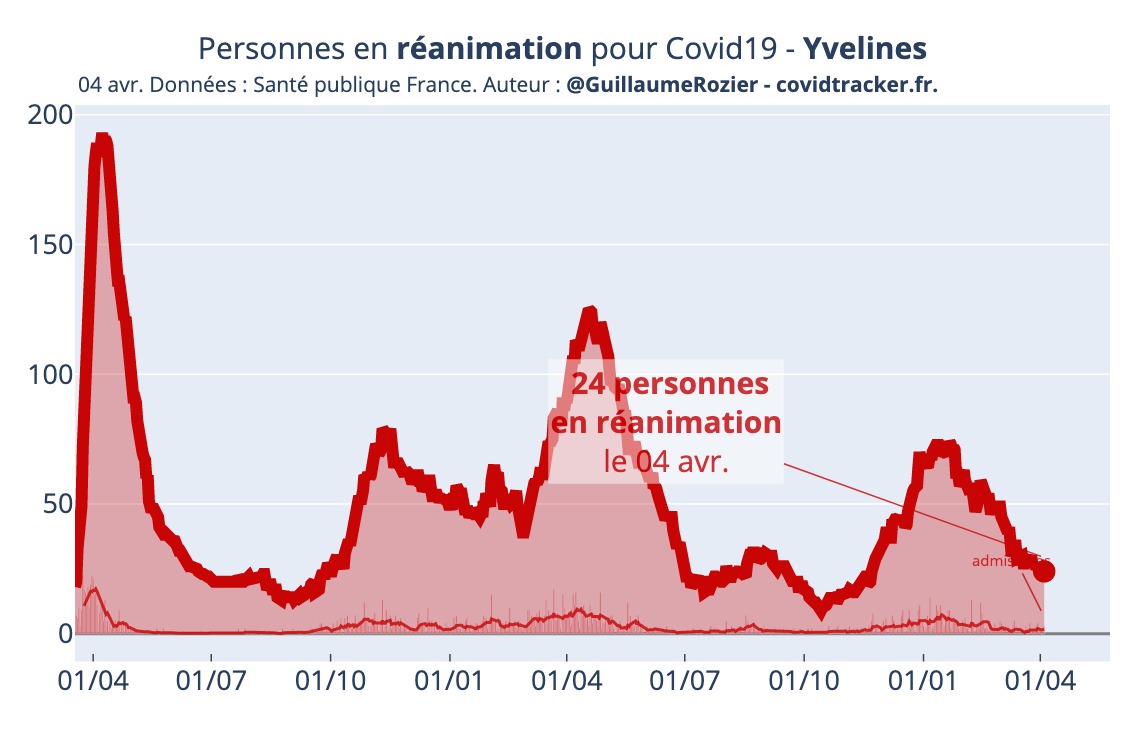 Personnes en réanimation pour Covid19 - Yvelines
04 avr. Données : Santé publique France. Auteur : @GuillaumeRozier - covidtracker.fr.
200
150
100
50
0
24 personnes
en réanimation
le 04 avr.
01/04 01/07 01/10 01/01 01/04 01/07 01/10 01/01 01/04